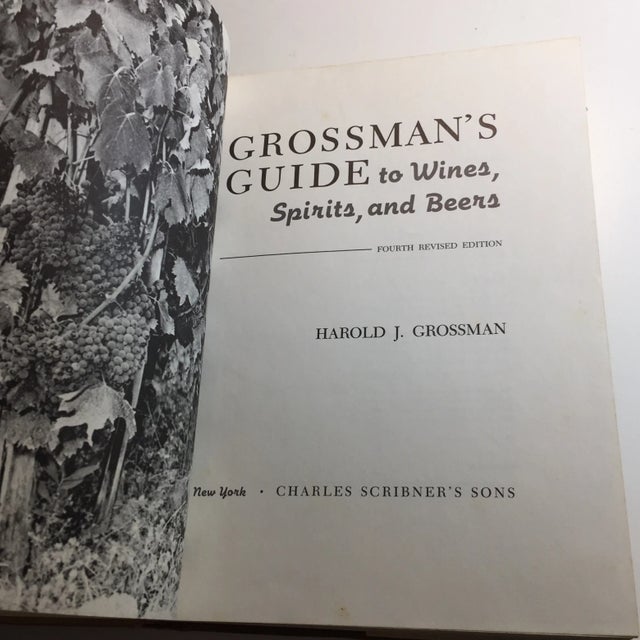 GROSSMAN'S
GUIDE to Wines,
Spirits, and Beers
FOURTH REVISED EDITION
HAROLD J. GROSSMAN
New York · CHARLES SCRIBNER'S SONS